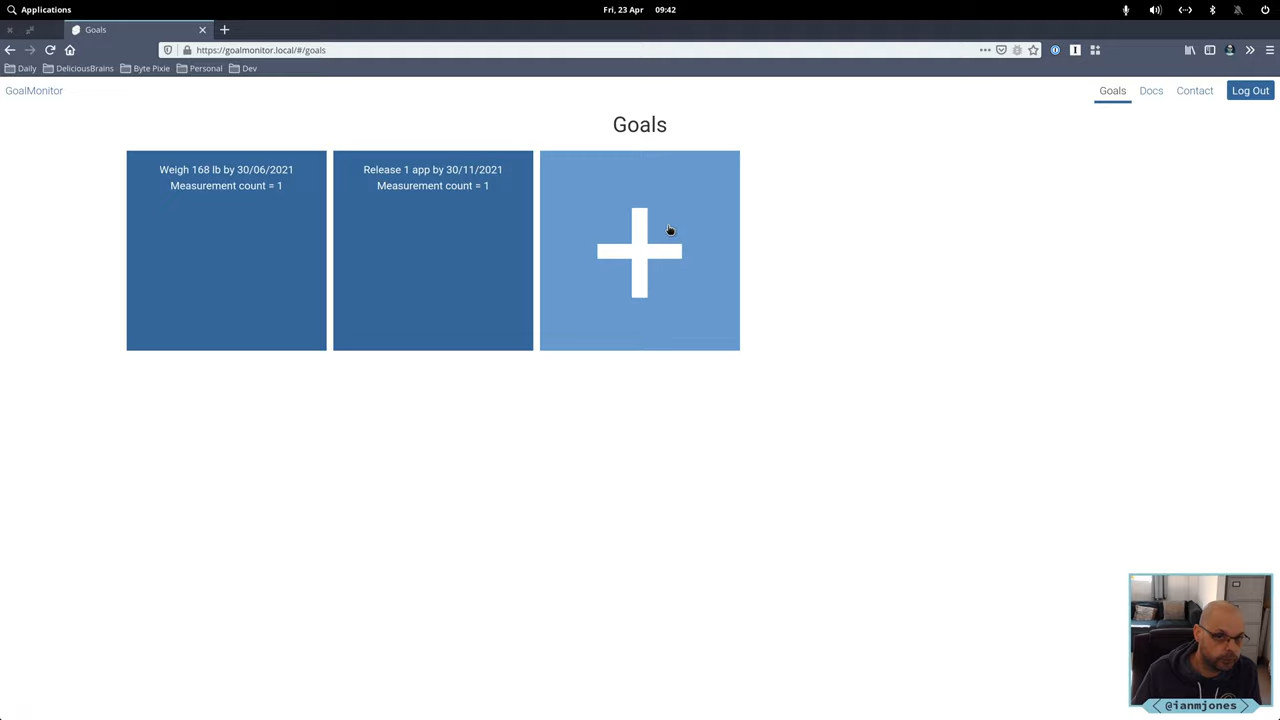 Applications
Fri, 23 Apr 09:42
Goals
https://goalmonitor.local/#/goals
Daily
DeliciousBrains
Byte Pixie
Personal
Dev
GoalMonitor
Goals
Docs
Contact
Log Out
Goals
Weigh 168 lb by 30/06/2021
Measurement count = 1
Release 1 app by 30/11/2021
Measurement count = 1
@ianmjones